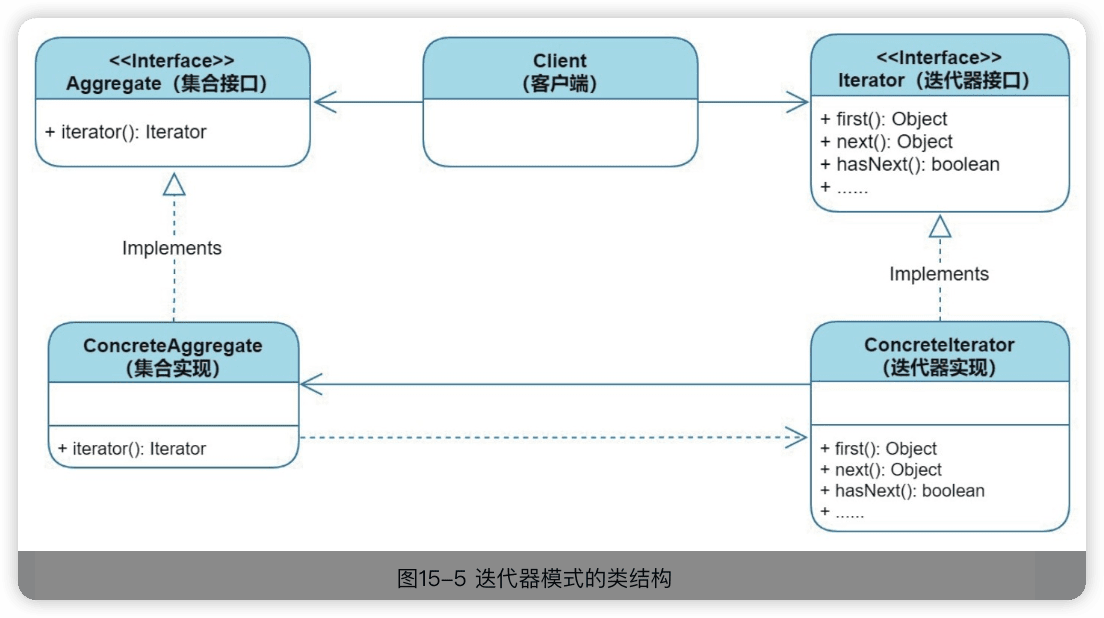 <<Interface>>
Aggregate（集合接口）
+ iterator(): Iterator
Client
（客户端）
<<Interface>>
Iterator（迭代器接口）
+ first(): Object
+ next(): Object
+ hasNext(): boolean
+ ......
Implements
Implements
ConcreteAggregate
（集合实现）
+ iterator(): Iterator
ConcreteIterator
（迭代器实现）
+ first(): Object
+ next(): Object
+ hasNext(): boolean
+ ......
图15-5 迭代器模式的类结构